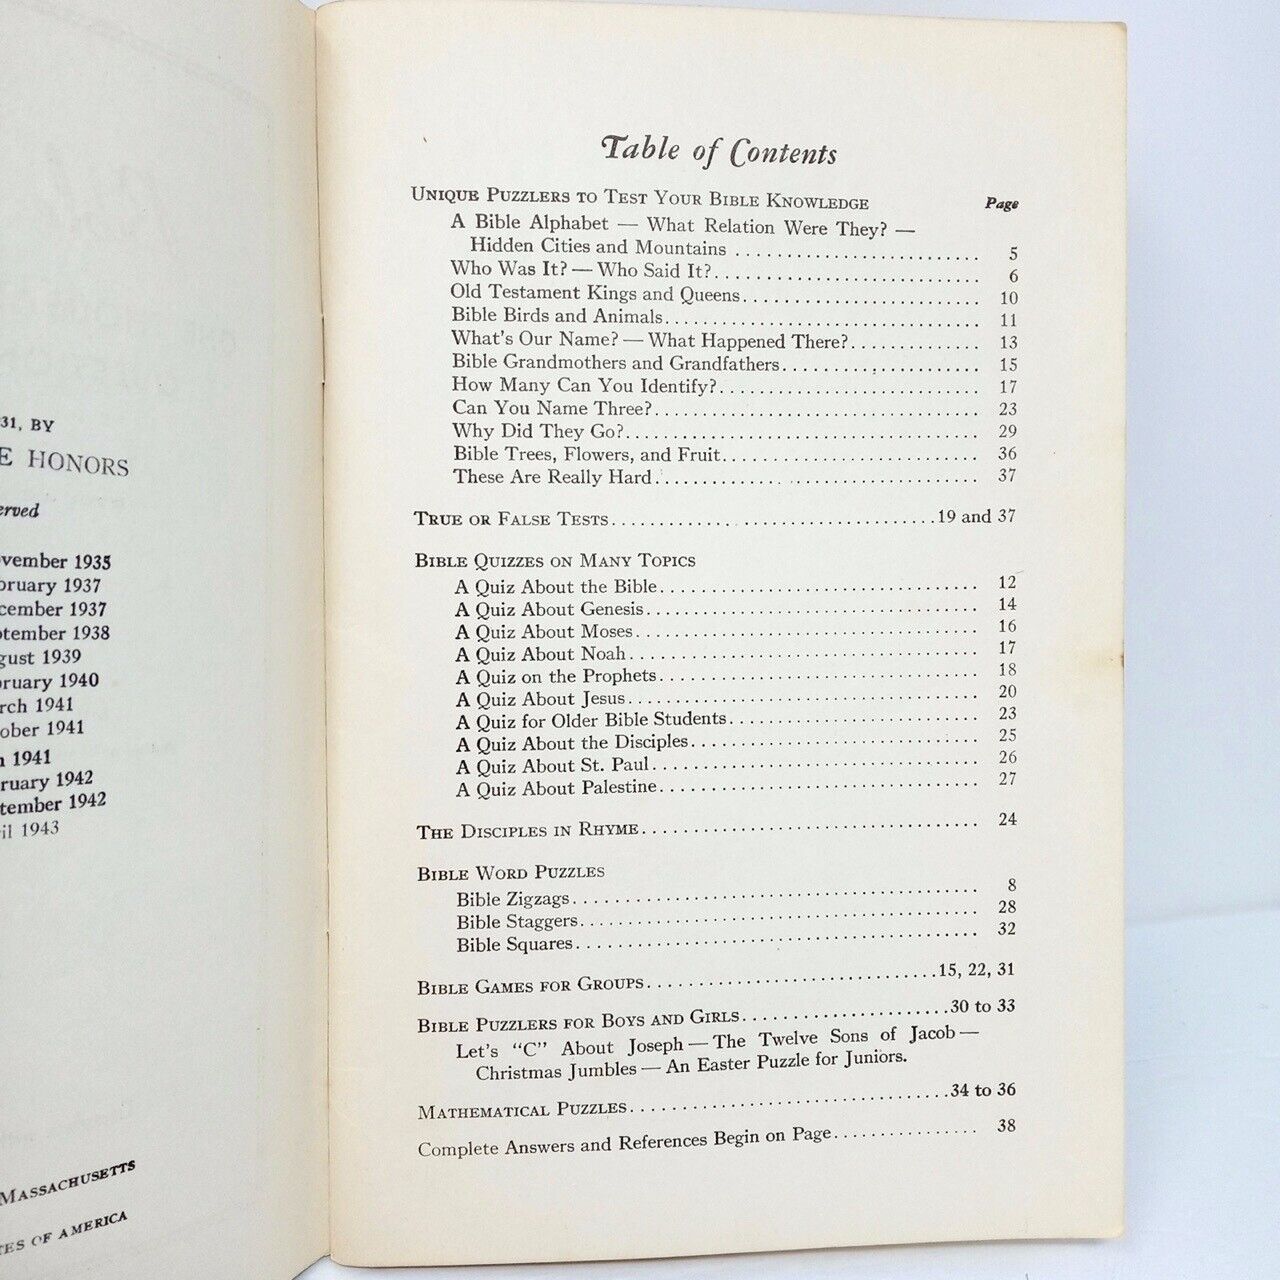 31, BY
E HONORS
erved
vember 1935
bruary 1937
cember 1937
ptember 1938
gust 1939
bruary 1940
rch 1941
ober 1941
1941
ruary 1942
tember 1942
il 1943
MASSACHUSETTS
TES OF AMERICA
Table of Contents
UNIQUE PUZZLERS TO TEST YOUR BIBLE KNOWLEDGE Page
A Bible Alphabet — What Relation Were They? —
Hidden Cities and Mountains .......................... 5
Who Was It? — Who Said It?.......................... 6
Old Testament Kings and Queens........................ 10
Bible Birds and Animals................................ 11
What's Our Name? — What Happened There?............. 13
Bible Grandmothers and Grandfathers.................... 15
How Many Can You Identify?.......................... 17
Can You Name Three?................................ 23
Why Did They Go?................................... 29
Bible Trees, Flowers, and Fruit.......................... 36
These Are Really Hard................................ 37
TRUE OR FALSE TESTS.................................19 and 37
BIBLE QUIZZES ON MANY TOPICS
A Quiz About the Bible................................ 12
A Quiz About Genesis................................. 14
A Quiz About Moses.................................. 16
A Quiz About Noah................................... 17
A Quiz on the Prophets................................ 18
A Quiz About Jesus................................... 20
A Quiz for Older Bible Students......................... 23
A Quiz About the Disciples............................. 25
A Quiz About St. Paul................................. 26
A Quiz About Palestine................................ 27
THE DISCIPLES IN RHYME............................... 24
BIBLE WORD PUZZLES
Bible Zigzags......................................... 8
Bible Staggers........................................ 28
Bible Squares......................................... 32
BIBLE GAMES FOR GROUPS..............................15, 22, 31
BIBLE PUZZLERS FOR BOYS AND GIRLS.....................30 to 33
Let's "C" About Joseph — The Twelve Sons of Jacob —
Christmas Jumbles — An Easter Puzzle for Juniors.
MATHEMATICAL PUZZLES.................................34 to 36
Complete Answers and References Begin on Page............... 38